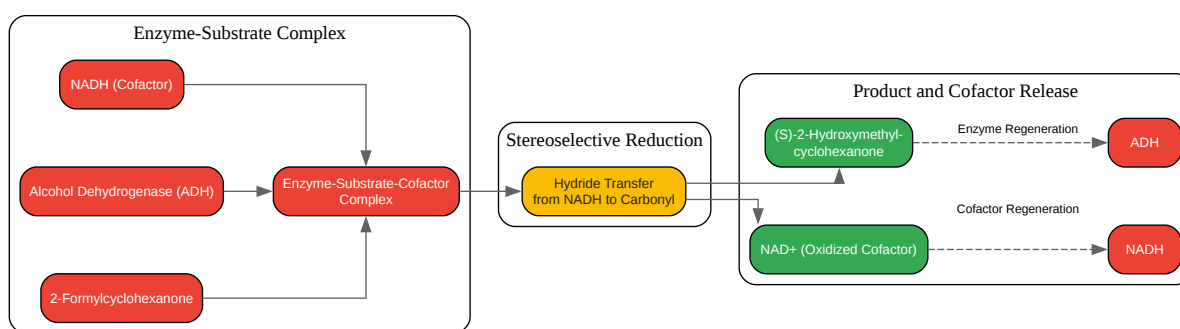 Enzyme-Substrate Complex
NADH (Cofactor)
Alcohol Dehydrogenase (ADH)
Enzyme-Substrate-Cofactor
Complex
2-Formylcyclohexanone
Stereoselective Reduction
Hydride Transfer
from NADH to Carbonyl
Product and Cofactor Release
(S)-2-Hydroxymethyl-
cyclohexanone
Enzyme Regeneration
ADH
Cofactor Regeneration
NAD+ (Oxidized Cofactor)
NADH